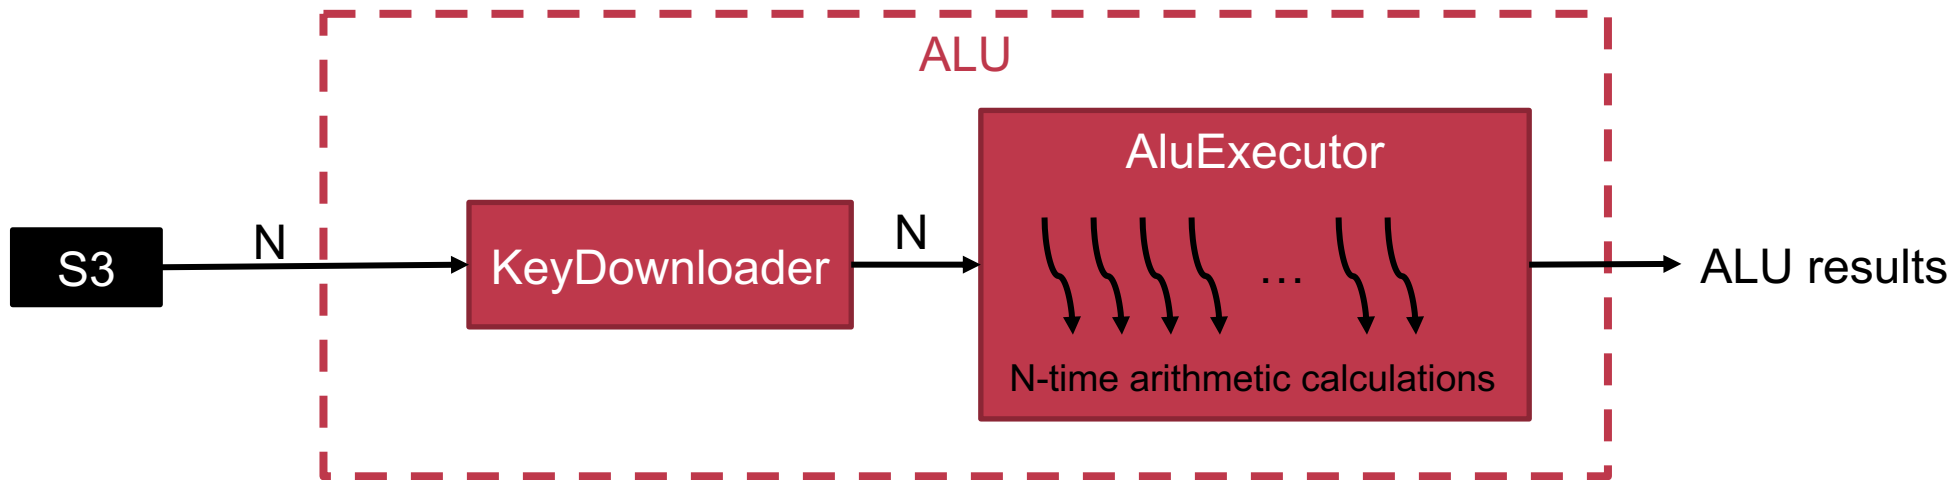 ALU
S3
N
KeyDownloader
N
AluExecutor
...
N-time arithmetic calculations
ALU results